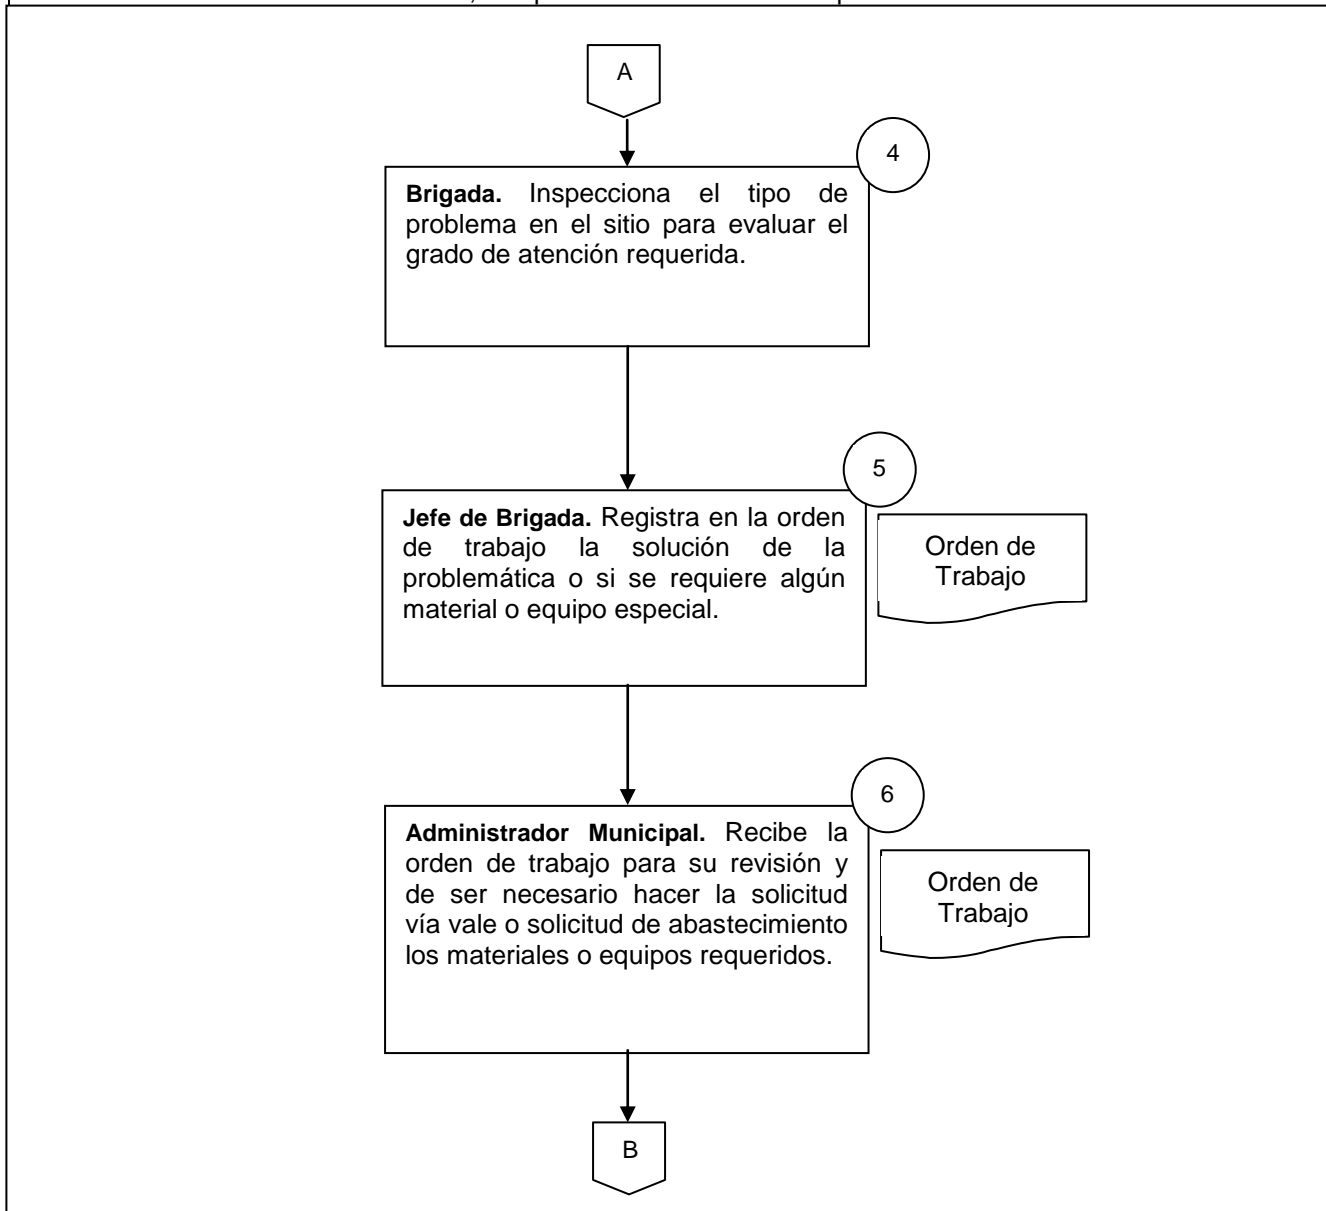 A
4
Brigada. Inspecciona el tipo de
problema en el sitio para evaluar el
grado de atención requerida.
5
Jefe de Brigada. Registra en la orden
de trabajo la solución de la
problemática o si se requiere algún
material o equipo especial.
Orden de
Trabajo
6
Administrador Municipal. Recibe la
orden de trabajo para su revisión y
de ser necesario hacer la solicitud
vía vale o solicitud de abastecimiento
los materiales o equipos requeridos.
Orden de
Trabajo
B